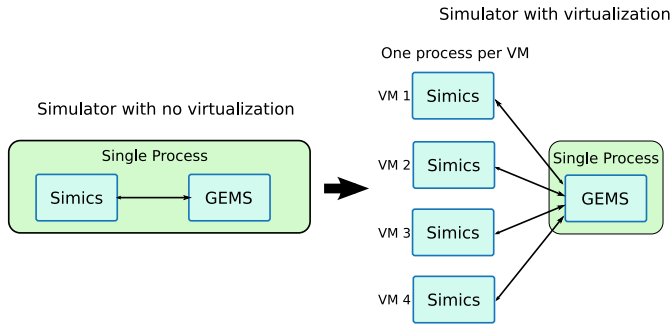 Simulator with virtualization
One process per VM
VM 1
Simics
Simulator with no virtualization
Single Process
Simics
GEMS
VM 2
Simics
Single Process
GEMS
VM 3
Simics
VM 4
Simics